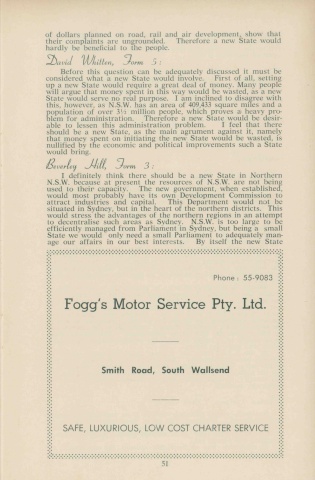 of dollars planned on road, rail and air development, show that
their complaints are ungrounded. Therefore a new State would
hardly be beneficial to the people.
David Whitten, Form 5:
Before this question can be adequately discussed it must be
considered what a new State would involve. First of all, setting
up a new State would require a great deal of money. Many people
will argue that money spent in this way would be wasted, as a new
State would serve no real purpose. I am inclined to disagree with
this, however, as N.S.W. has an area of 409,433 square miles and a
population of over 3½ million people, which proves a heavy pro-
blem for administration. Therefore a new State would be desir-
able to lessen this administration problem. I feel that there
should be a new State, as the main agrument against it, namely
that money spent on initiating the new State would be wasted, is
nullified by the economic and political improvements such a State
would bring.
Beverley Hill, Form 3:
I definitely think there should be a new State in Northern
N.S.W. because at present the resources of N.S.W. are not being
used to their capacity. The new government, when established,
would most probably have its own Development Commission to
attract industries and capital. This Department would not be
situated in Sydney, but in the heart of the northern districts. This
would stress the advantages of the northern regions in an attempt
to decentralise such areas as Sydney. N.S.W. is too large to be
efficiently managed from Parliament in Sydney, but being a small
State we would only need a small Parliament to adequately man-
age our affairs in our best interests. By itself the new State
Phone: 55-9083
Fogg's Motor Service Pty. Ltd.
Smith Road, South Wallsend
SAFE, LUXURIOUS, LOW COST CHARTER SERVICE
51